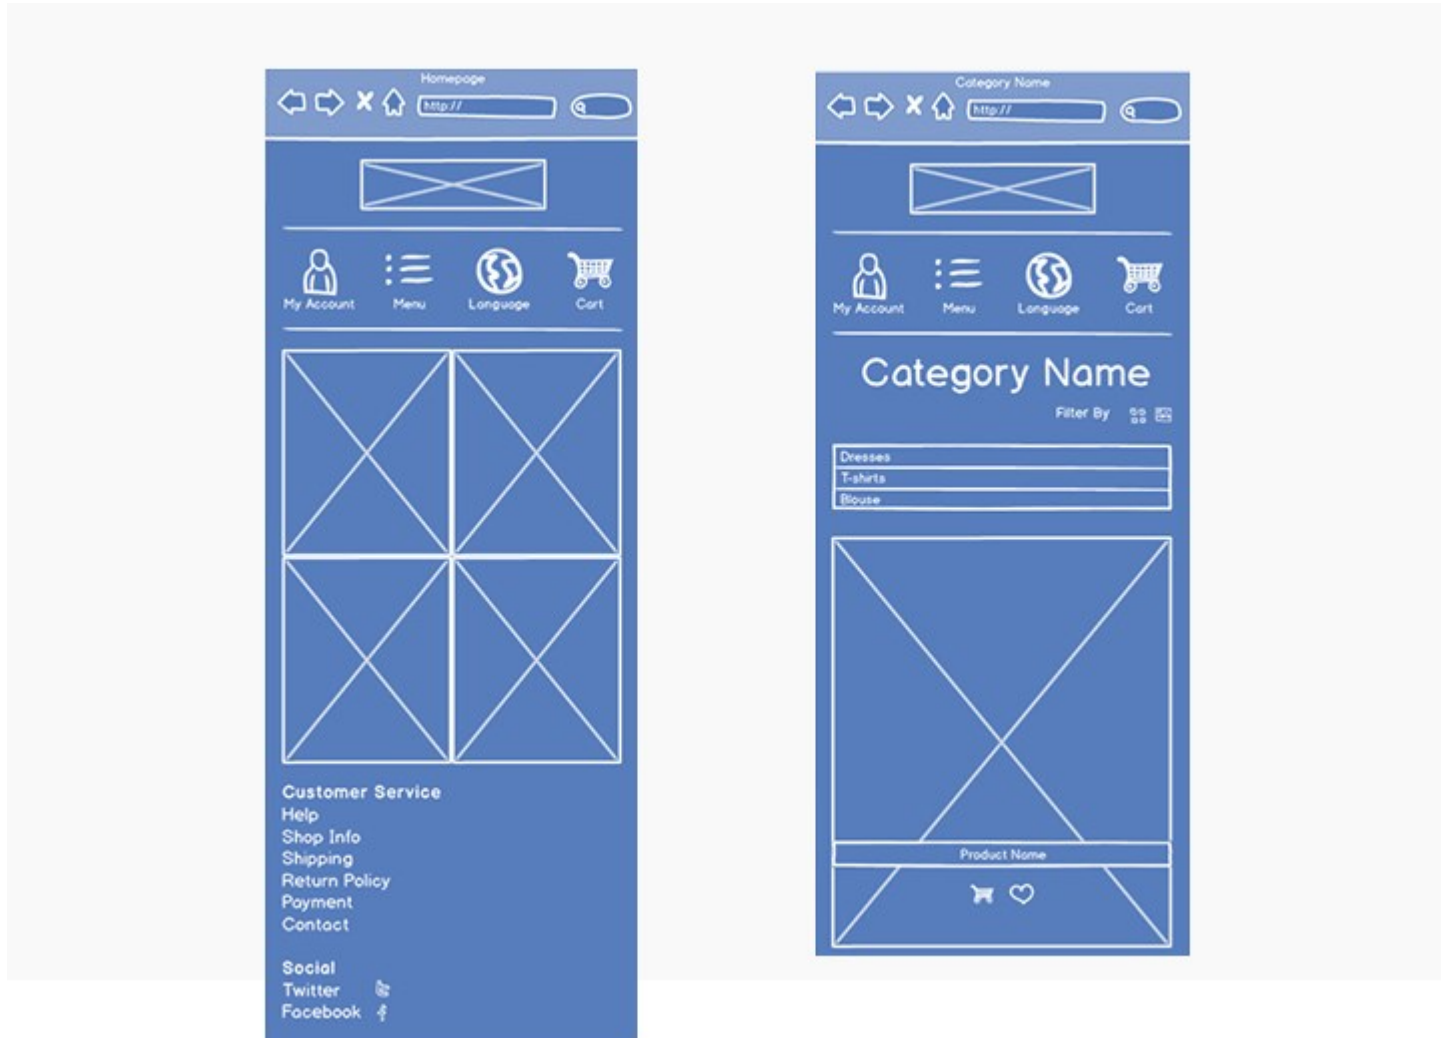 Homepage
http://
My Account Menu Language Cart
Customer Service
Help
Shop Info
Shipping
Return Policy
Payment
Contact
Social
Twitter
Facebook
Category Name
http://
My Account Menu Language Cart
Category Name
Filter By
Dresses
T-shirts
Blouse
Product Name